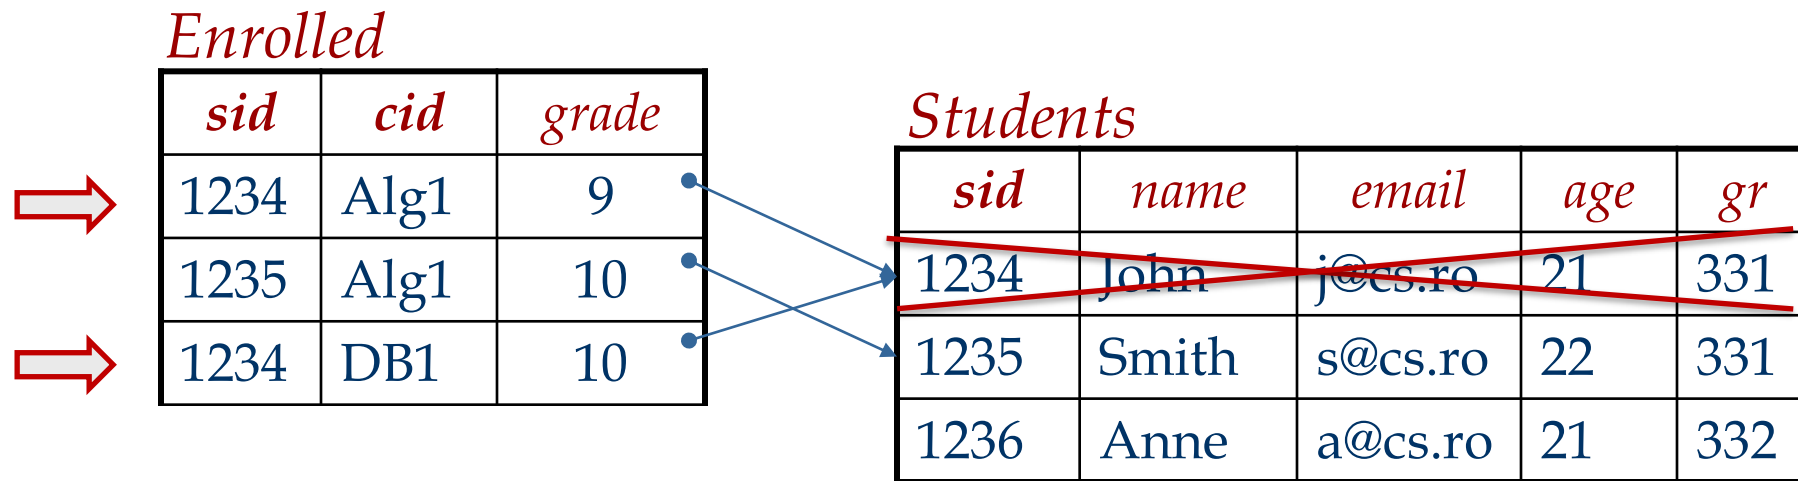 Enrolled
sid cid grade
1234 Alg1 9
1235 Alg1 10
1234 DB1 10
Students
sid name email age gr
1234 John j@cs.ro 21 331
1235 Smith s@cs.ro 22 331
1236 Anne a@cs.ro 21 332